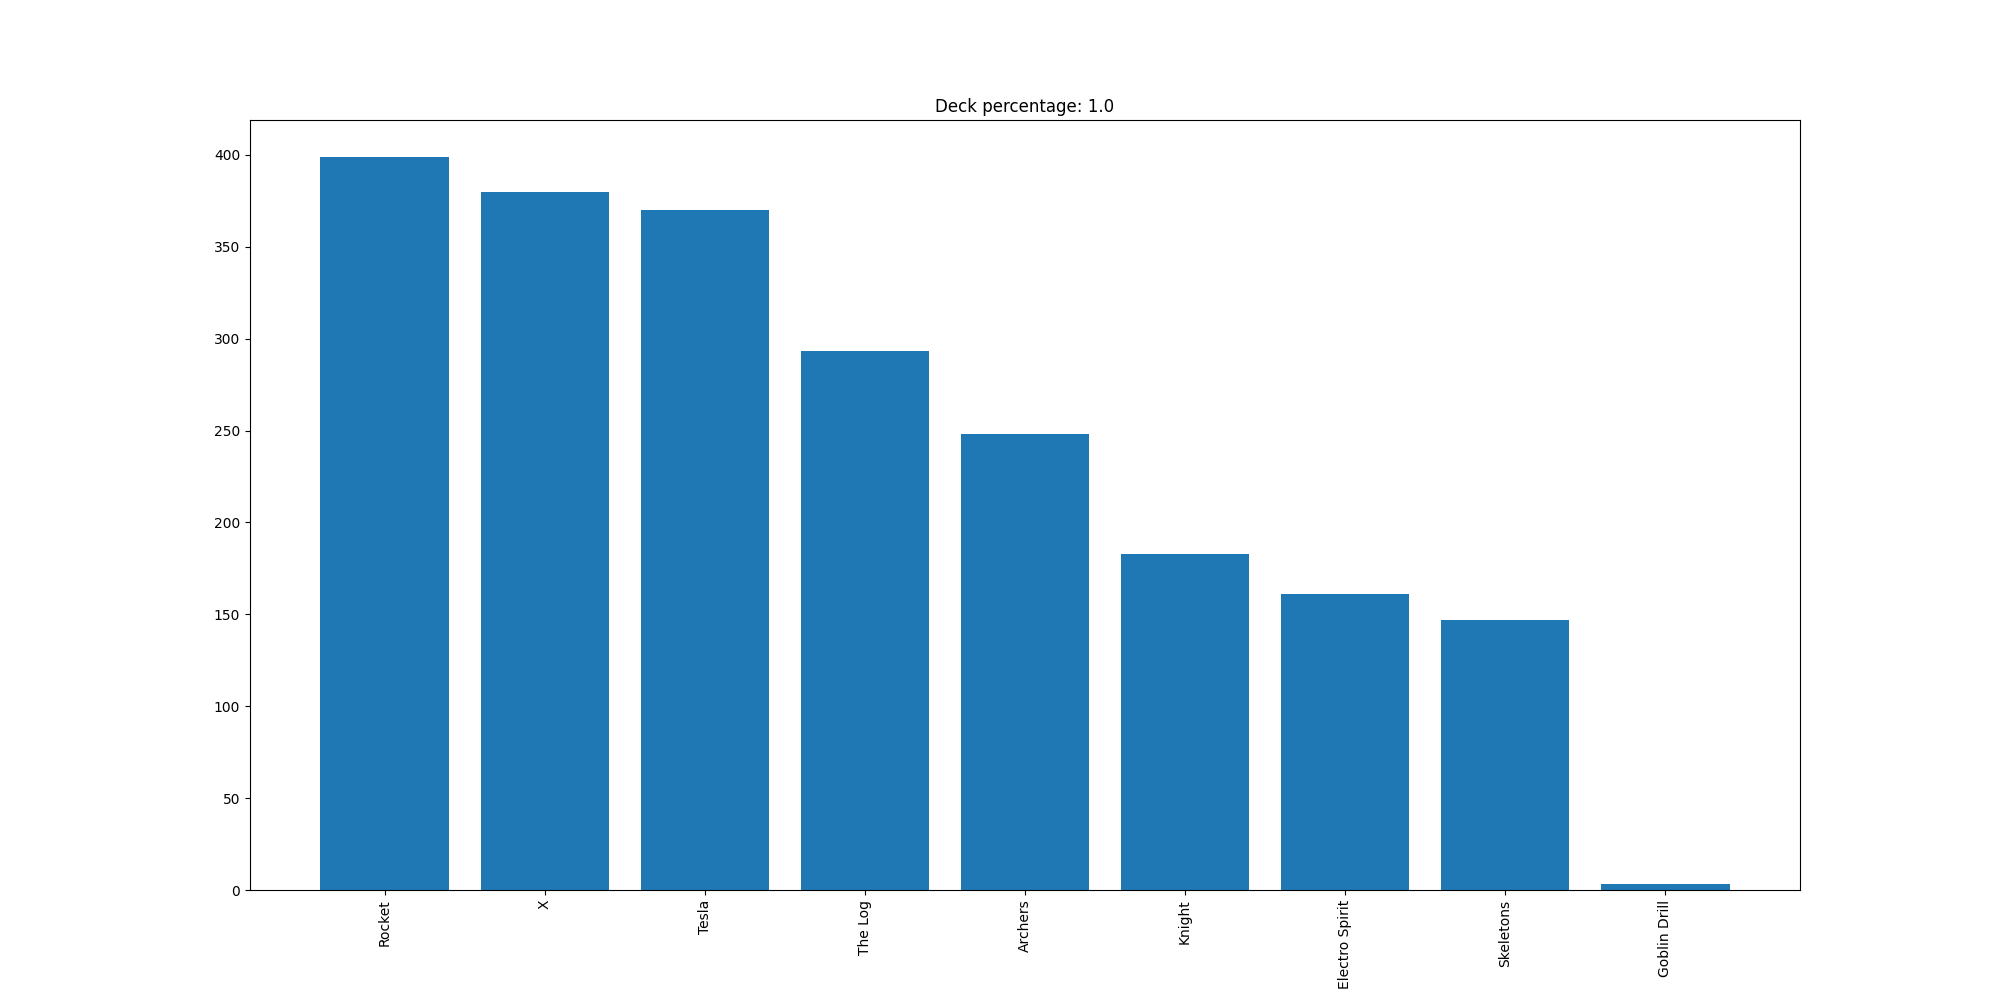 Deck percentage: 1.0
400
350
300
250
200
150
100
50
0
Rocket
X
Tesla
The Log
Archers
Knight
Electro Spirit
Skeletons
Goblin Drill